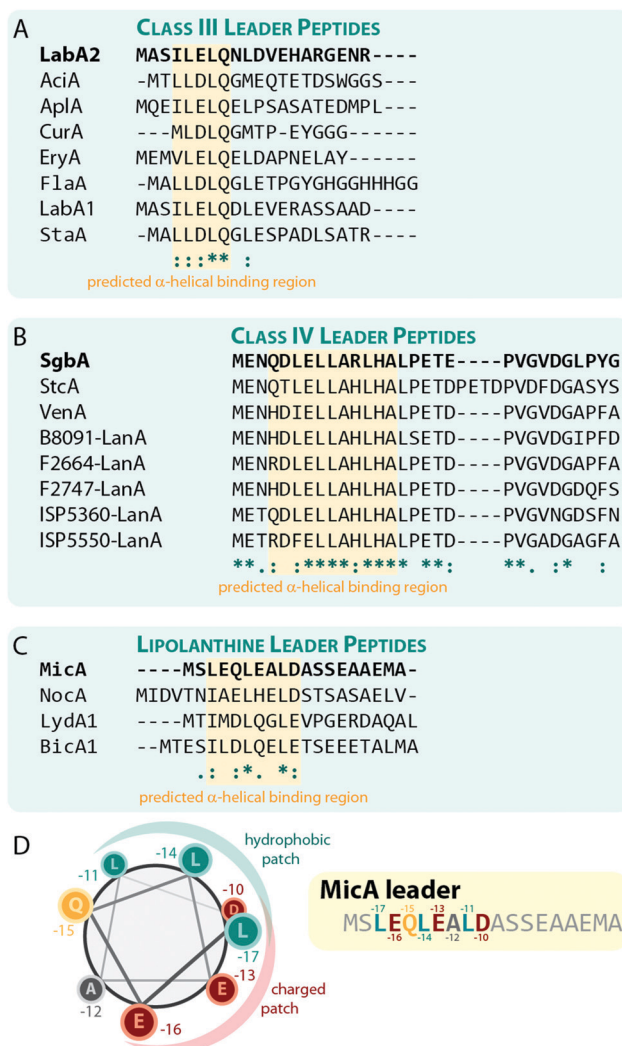 A CLASS III LEADER PEPTIDES
LabA2 MASILELQNLDVEHARGENR----
AciA -MTLLDLQGMEQTETDSWGGS---
AplA MQEILELQELPSASATEDMPL---
CurA ---MLDLQGMTP-EYGGG------
EryA MEMVLELQELDAPNELAY------
FlaA -MALLDLQGLETPGYGHGGHHHGG
LabA1 MASILELQDLEVERASSAAD----
StaA -MALLDLQGLESPADLSATR----
:::** :
predicted α-helical binding region
B CLASS IV LEADER PEPTIDES
SgbA MENQDLELLARLHALPETE----PVGVDGLPYG
StcA MENQTLELLAHLHALPETDPETDPVDFDGASYS
VenA MENHDIELLAHLHALPETD----PVGVDGAPFA
B8091-LanA MENHDLELLAHLHALSETD----PVGVDGIPFD
F2664-LanA MENRDLELLAHLHALPETD----PVGVDGAPFA
F2747-LanA MENHDLELLAHLHALPETD----PVGVDGDQFS
ISP5360-LanA METQDLELLAHLHALPETD----PVGVNGDSFN
ISP5550-LanA METRDFELLAHLHALPETD----PVGADGAGFA
**.: :****:**** **: **. :* :
predicted α-helical binding region
C LIPOLANTHINE LEADER PEPTIDES
MicA ----MSLEQLEALDASSEAAEMA-
NocA MIDVTNIAELHELDSTSASAELV-
LydA1 ----MTIMDLQGLEVPGERDAQAL
BicA1 --MTESILDLQELETSEEETALMA
.: :*. *:
predicted α-helical binding region
D
hydrophobic
patch
-14 L
-11 L
-10 D
Q -15
L -17
-13 E
A -12
E -16
charged
patch
MicA leader
-17 -15 -13 -11
MSLEQLEALDASSEAAEMA
-16 -14 -12 -10